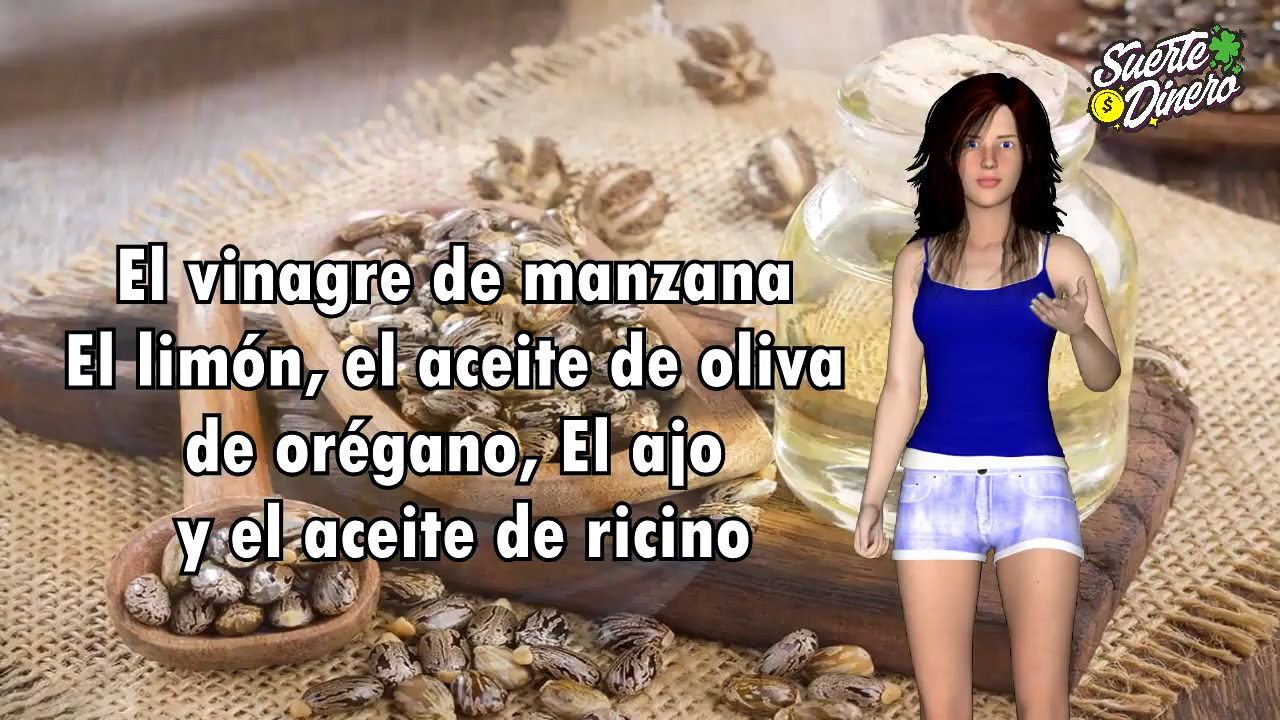 Suerte
Dinero
El vinagre de manzana
El limón, el aceite de oliva
de orégano, El ajo
y el aceite de ricino